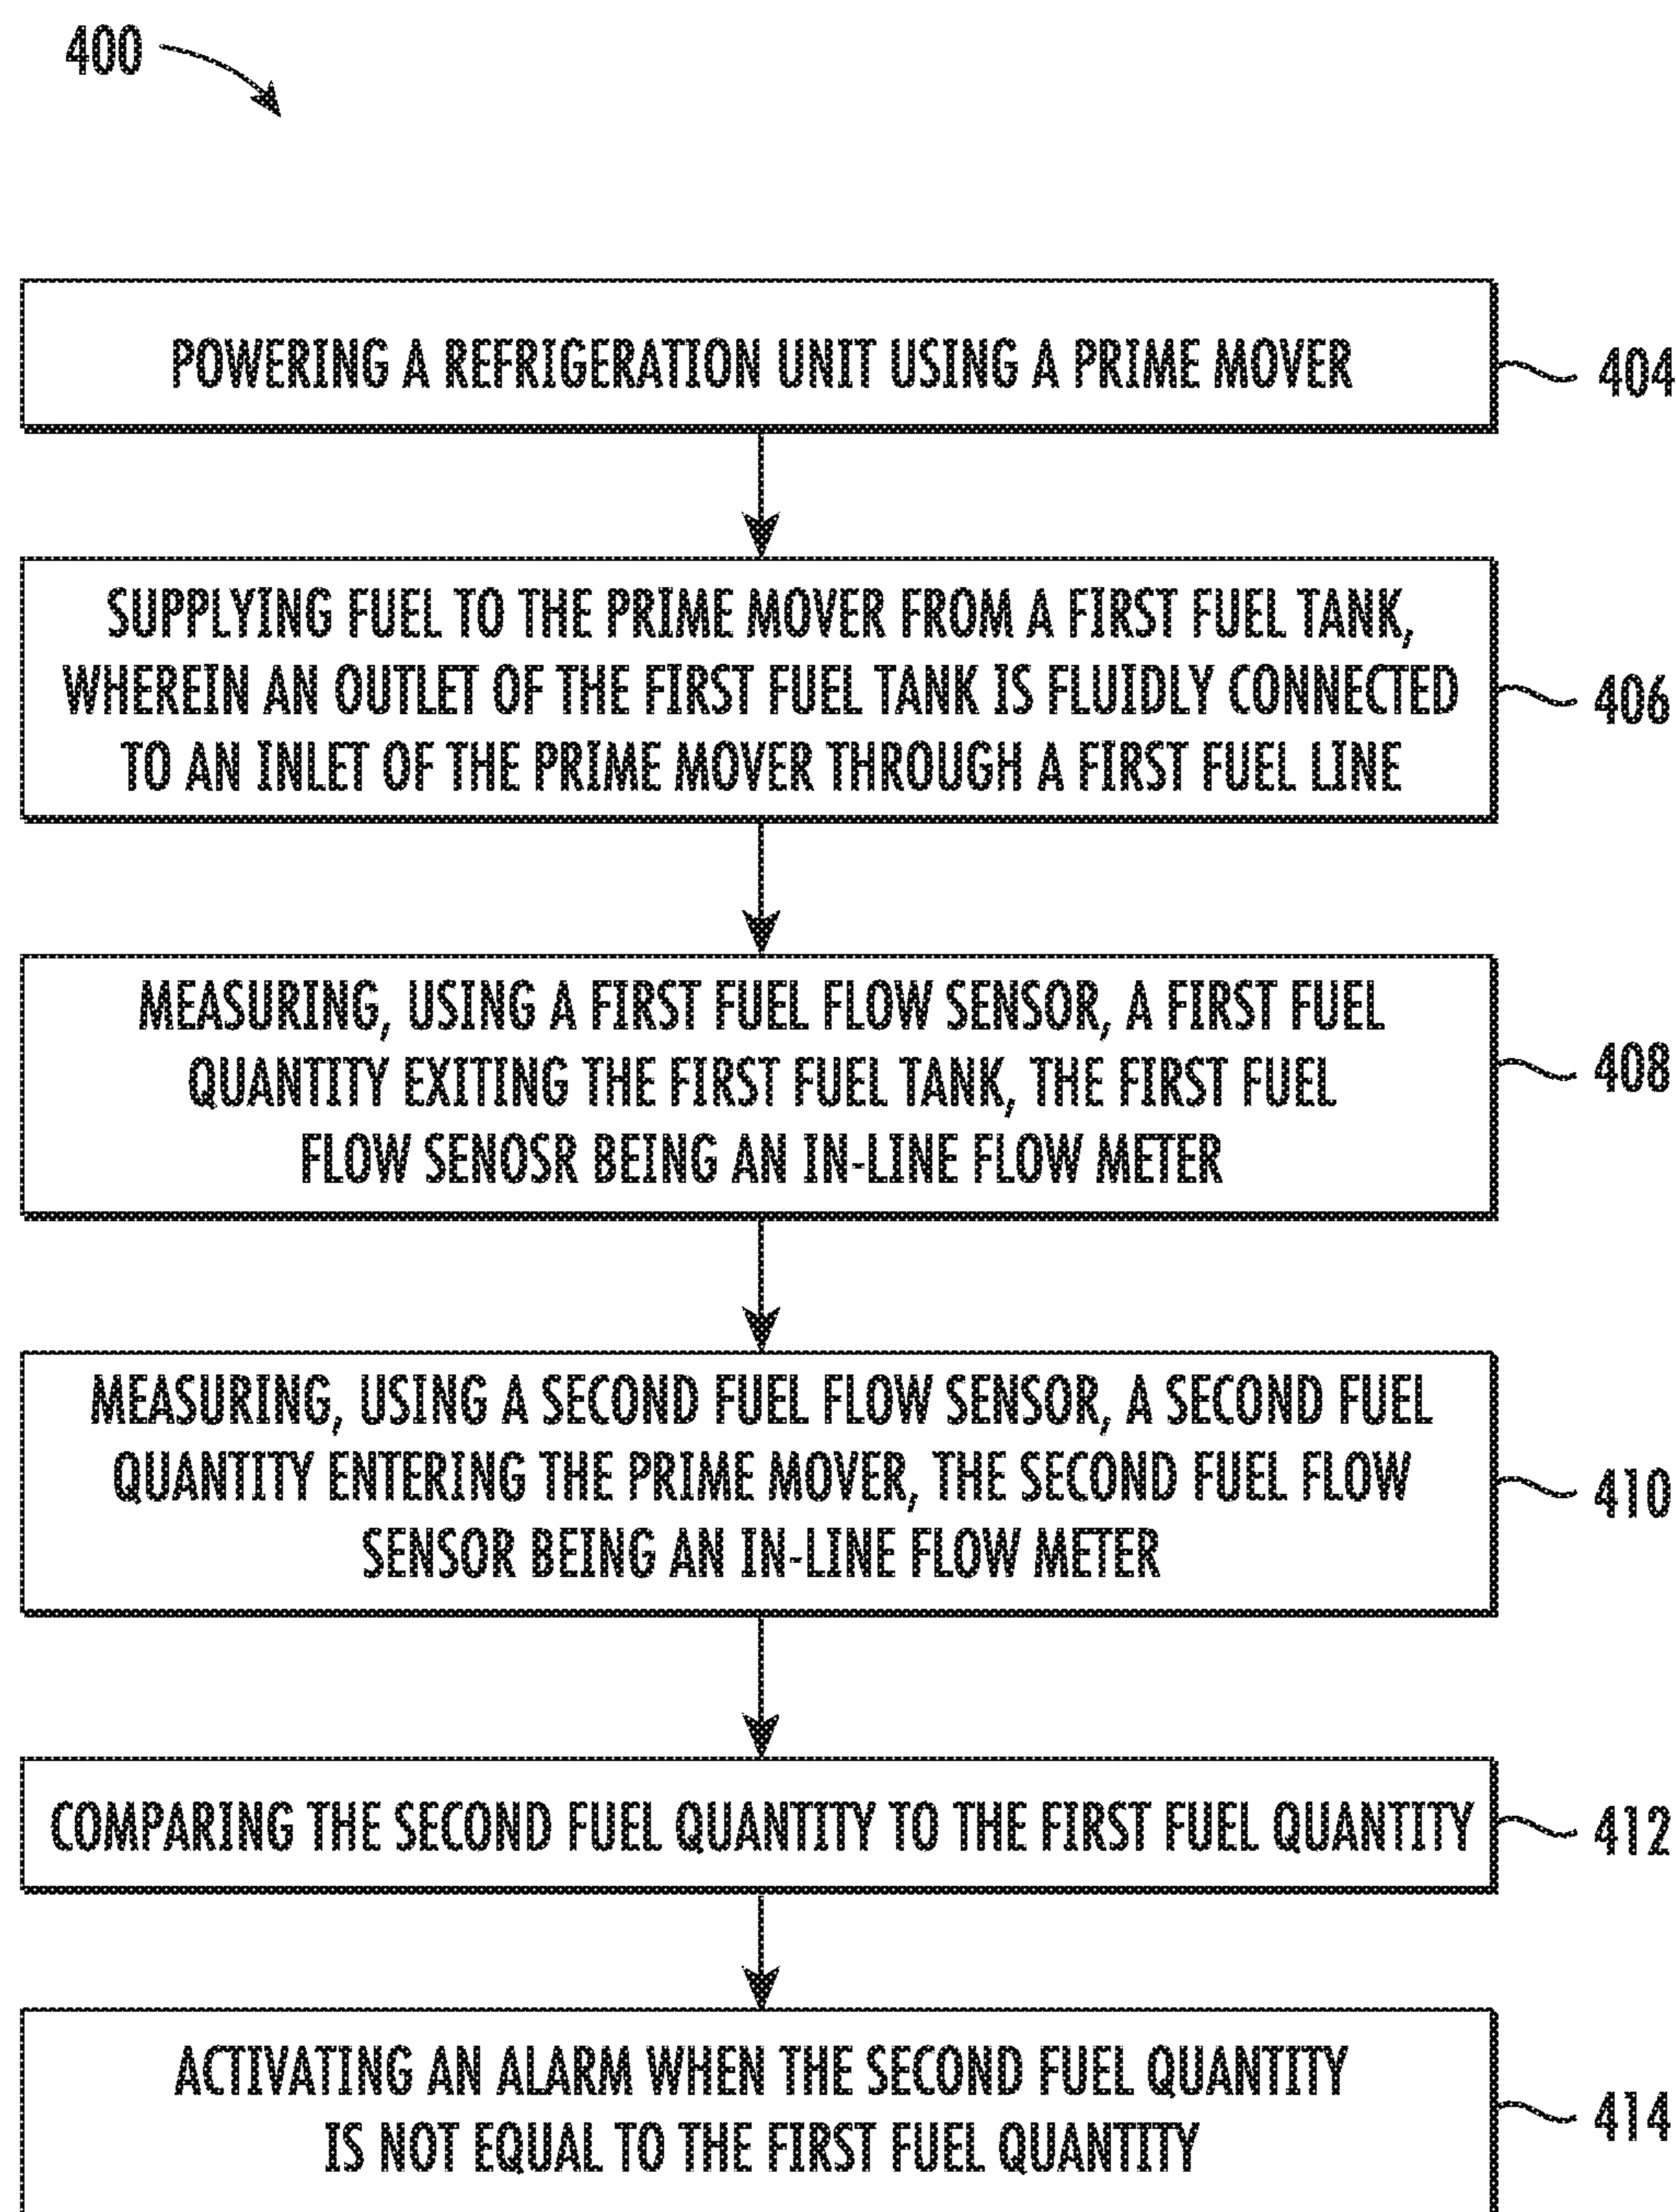 400
POWERING A REFRIGERATION UNIT USING A PRIME MOVER
404
SUPPLYING FUEL TO THE PRIME MOVER FROM A FIRST FUEL TANK,
WHEREIN AN OUTLET OF THE FIRST FUEL TANK IS FLUIDLY CONNECTED
TO AN INLET OF THE PRIME MOVER THROUGH A FIRST FUEL LINE
406
MEASURING, USING A FIRST FUEL FLOW SENSOR, A FIRST FUEL
QUANTITY EXITING THE FIRST FUEL TANK, THE FIRST FUEL
FLOW SENOSR BEING AN IN-LINE FLOW METER
408
MEASURING, USING A SECOND FUEL FLOW SENSOR, A SECOND FUEL
QUANTITY ENTERING THE PRIME MOVER, THE SECOND FUEL FLOW
SENSOR BEING AN IN-LINE FLOW METER
410
COMPARING THE SECOND FUEL QUANTITY TO THE FIRST FUEL QUANTITY
412
ACTIVATING AN ALARM WHEN THE SECOND FUEL QUANTITY
IS NOT EQUAL TO THE FIRST FUEL QUANTITY
414